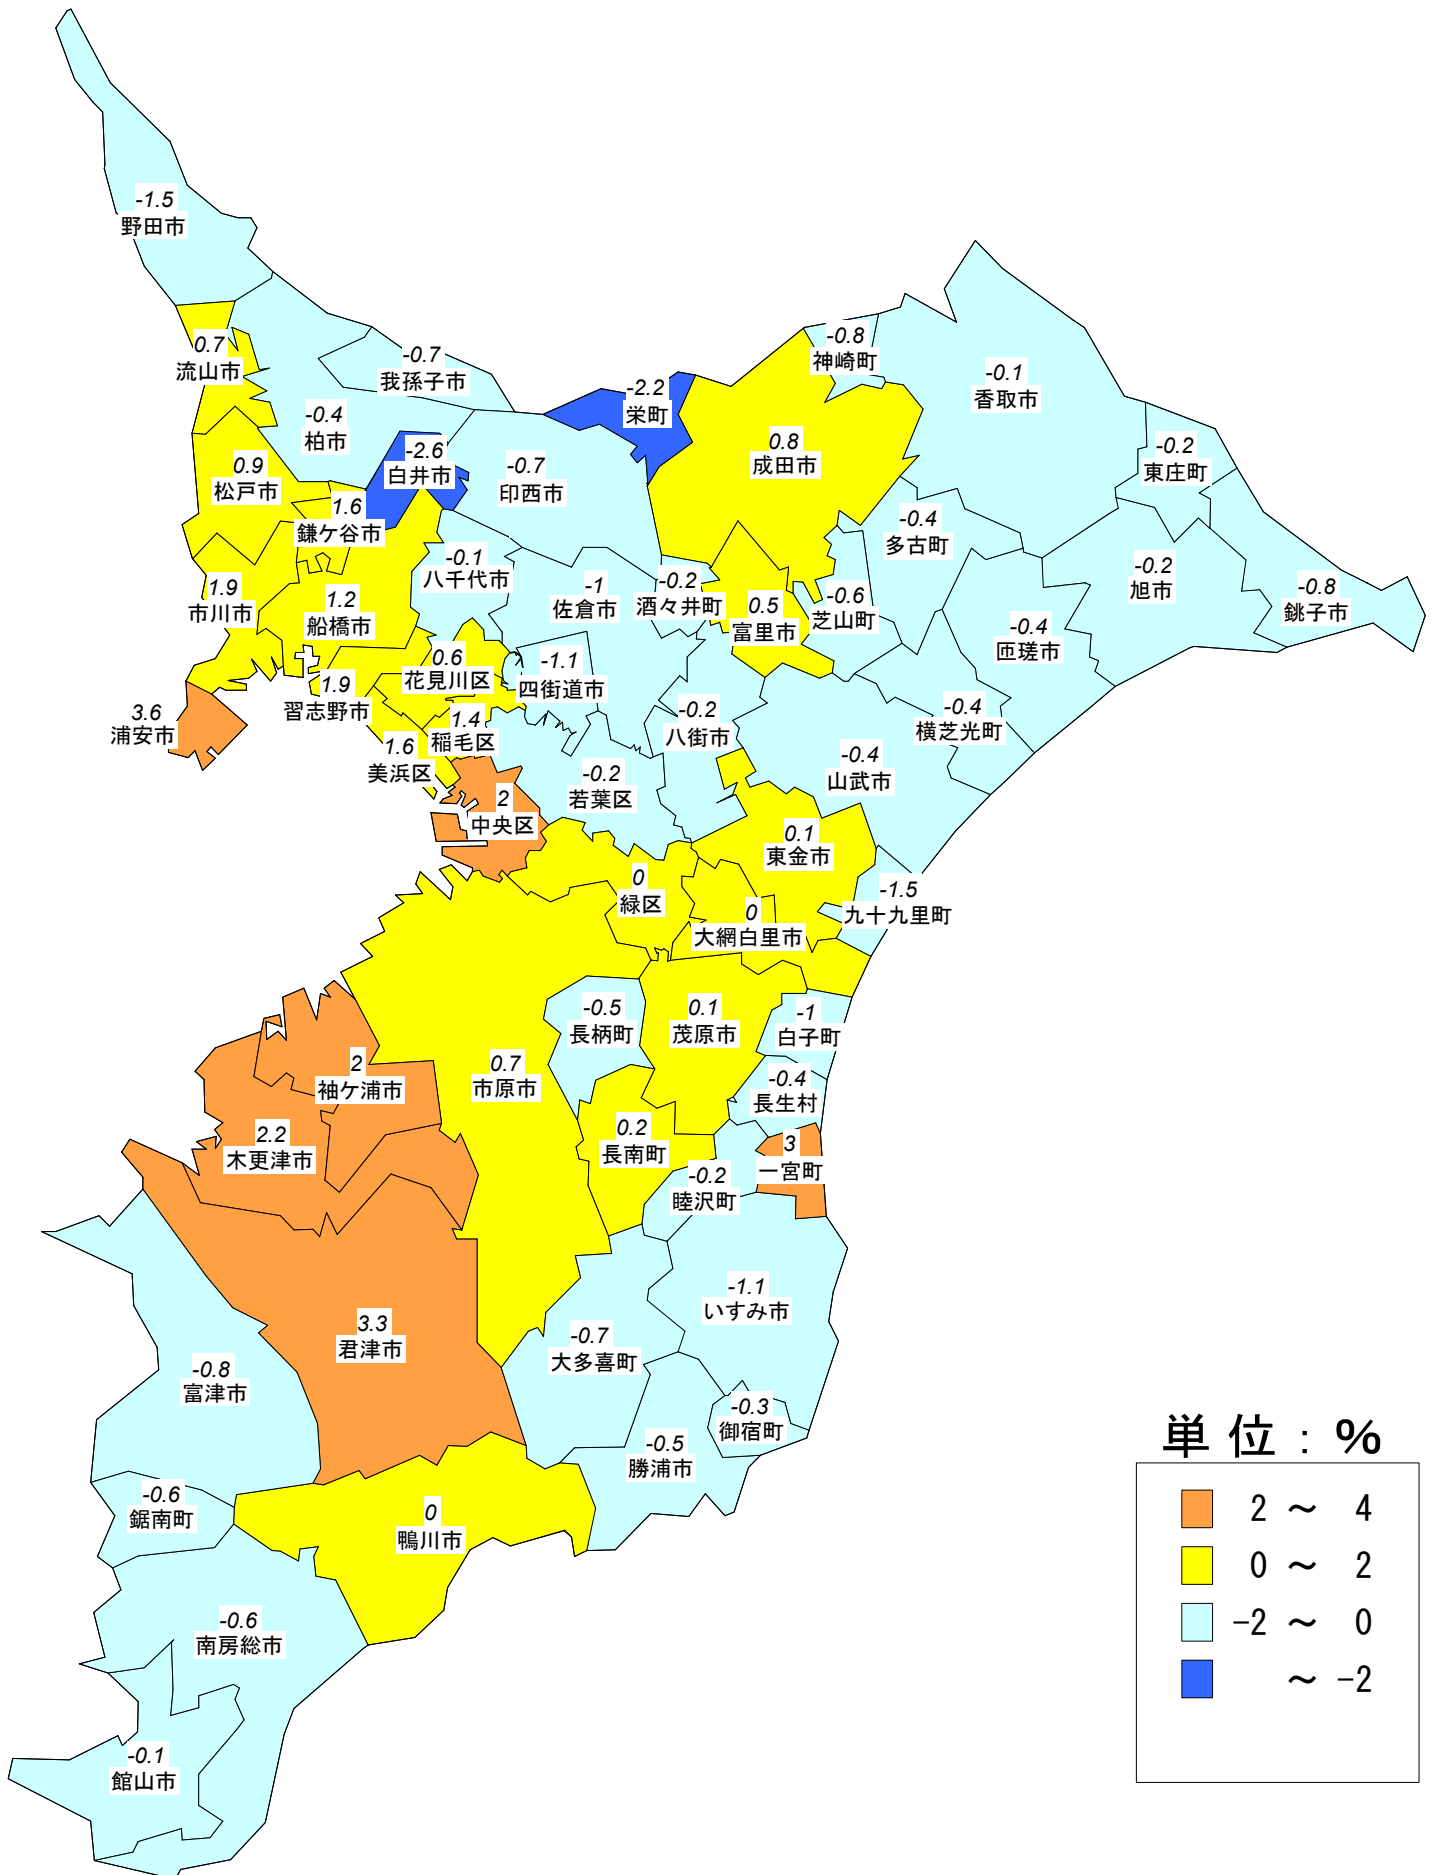 -1.5
野田市
0.7
流山市
-0.7
我孫子市
-0.4
柏市
-2.6
白井市
-2.2
栄町
-0.7
印西市
0.8
成田市
-0.8
神崎町
-0.1
香取市
-0.2
東庄町
0.9
松戸市
1.6
鎌ケ谷市
-0.4
多古町
-0.2
旭市
-0.8
銚子市
-0.1
八千代市
-1
佐倉市
-0.2
酒々井町
0.5
富里市
-0.6
芝山町
1.9
市川市
1.2
船橋市
-0.4
匝瑳市
0.6
花見川区
-1.1
四街道市
1.9
習志野市
3.6
浦安市
1.4
稲毛区
-0.2
八街市
-0.4
横芝光町
1.6
美浜区
-0.2
若葉区
-0.4
山武市
2
中央区
0.1
東金市
0
緑区
0
大網白里市
-1.5
九十九里町
-0.5
長柄町
0.1
茂原市
-1
白子町
2
袖ケ浦市
0.7
市原市
-0.4
長生村
2.2
木更津市
0.2
長南町
3
一宮町
-0.2
睦沢町
-1.1
いすみ市
3.3
君津市
-0.7
大多喜町
-0.8
富津市
-0.3
御宿町
-0.5
勝浦市
-0.6
鋸南町
0
鴨川市
-0.6
南房総市
-0.1
館山市
単位：%
2 ～ 4
0 ～ 2
-2 ～ 0
～ -2